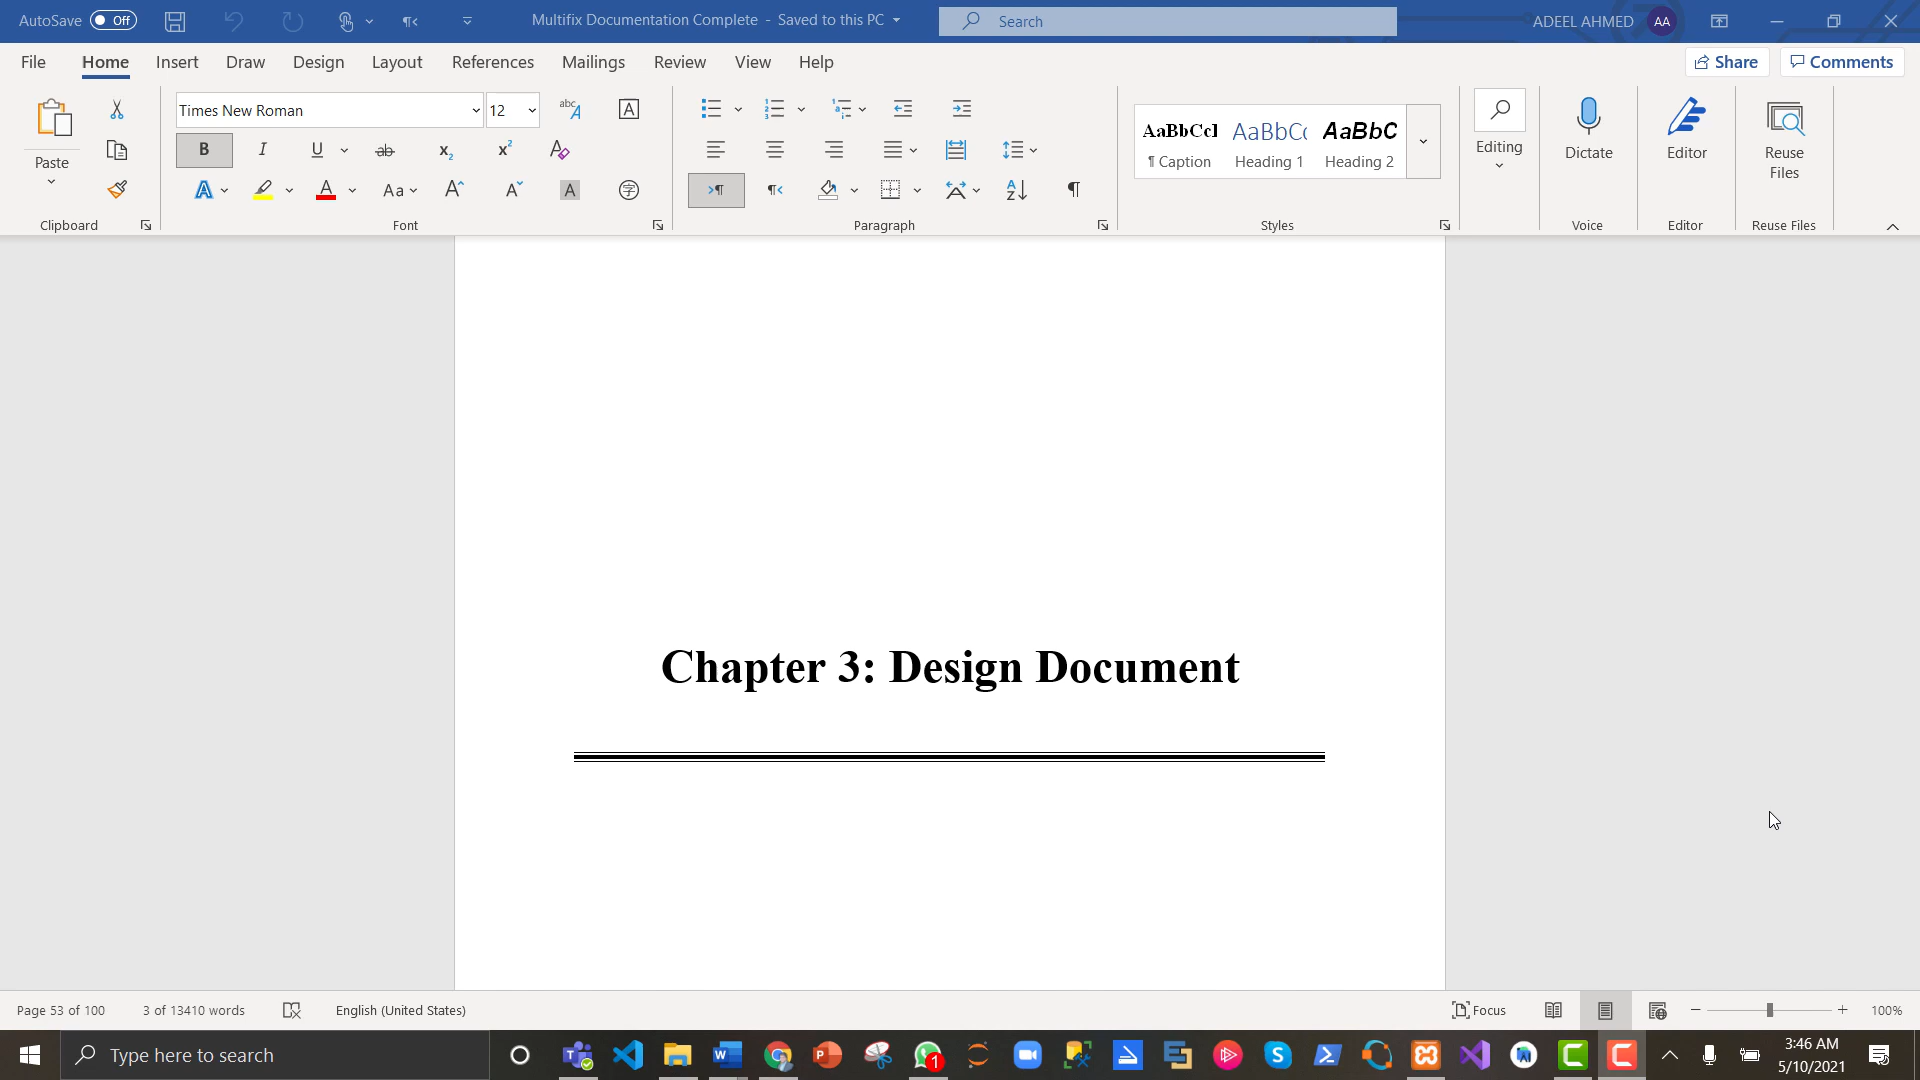 AutoSave Off Multifix Documentation Complete - Saved to this PC Search ADEEL AHMED AA
File Home Insert Draw Design Layout References Mailings Review View Help Share Comments
Paste
Clipboard
Times New Roman 12
Font
Paragraph
AaBbCcI AaBbCc AaBbC
¶ Caption Heading 1 Heading 2
Styles
Editing
Dictate
Voice
Editor
Editor
Reuse
Files
Reuse Files
Chapter 3: Design Document
Page 53 of 100 3 of 13410 words English (United States) Focus 100%
Type here to search
1
3:46 AM
5/10/2021